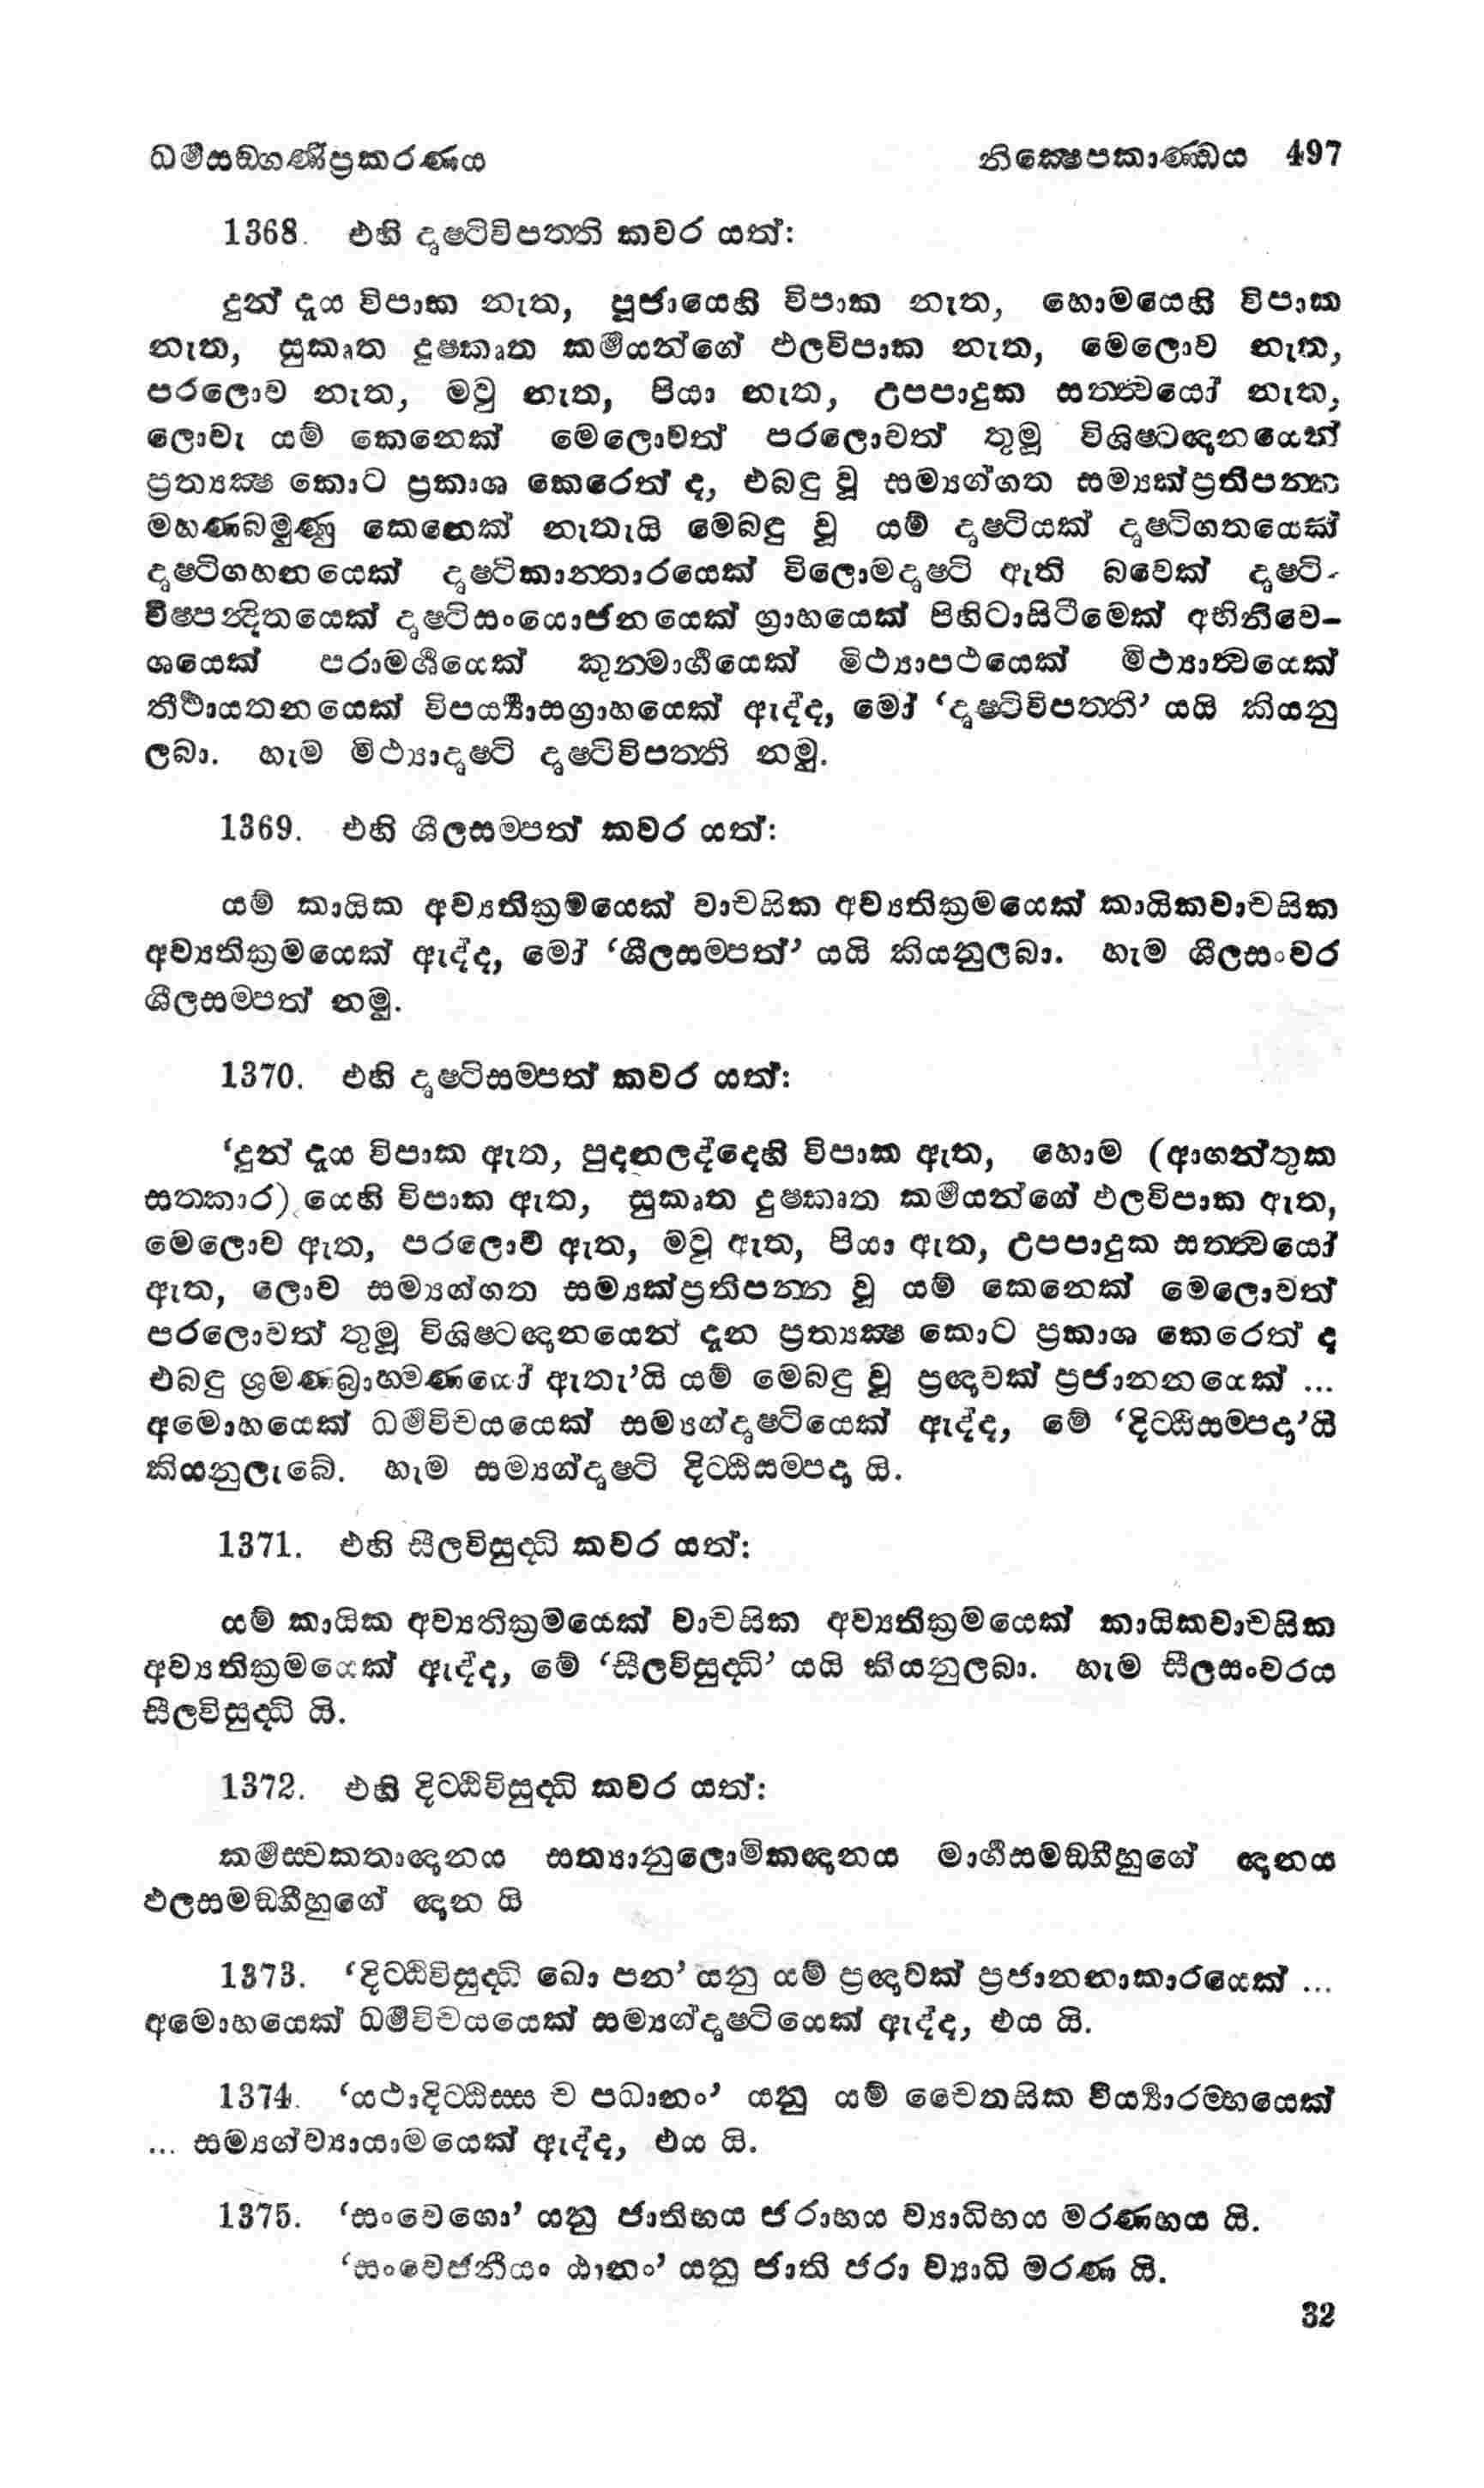 ධර්මසඞ්ගණීප්‍රකරණය නික්‍ෂෙපකාණ්ඩය 497
1368. එහි දෘෂ්ටිවිපත්ති කවර යත්:
දුන් දෑය විපාක නැත, පූජායෙහි විපාක නැත, හොමයෙහි විපාක
නැත, සුකෘත දුෂ්කෘත කර්මයන්ගේ ඵලවිපාක නැත, මෙලොව නැත,
පරලොව නැත, මවු නැත, පියා නැත, උපපාදුක සත්ත්‍වයෝ නැත,
ලොවැ යම් කෙනෙක් මෙලොවත් පරලොවත් තුමූ විශිෂ්ටඥානයෙන්
ප්‍රත්‍යක්‍ෂ කොට ප්‍රකාශ කෙරෙත් ද, එබඳු වූ සම්‍යග්ගත සම්‍යක්ප්‍රතිපන්න
මහණබමුණු කෙනෙක් නැතැයි මෙබඳු වූ යම් දෘෂ්ටියක් දෘෂ්ටිගතයෙක්
දෘෂ්ටිගහනයෙක් දෘෂ්ටිකාන්තාරයෙක් විලොමදෘෂ්ටි ඇති බවෙක් දෘෂ්ටි-
විෂ්පන්දිතයෙක් දෘෂ්ටිසංයොජනයෙක් ග්‍රාහයෙක් පිහිටාසිටීමෙක් අභිනිවෙ-
ශයෙක් පරාමර්ශයෙක් කුන්මාර්ගයෙක් මිථ්‍යාපථයෙක් මිථ්‍යාත්‍වයෙක්
තීර්ථායතනයෙක් විපර්‍ය්‍යාසග්‍රාහයෙක් ඇද්ද, මෝ ‘දෘෂ්ටිවිපත්ති’ යයි කියනු
ලබා. හැම මිථ්‍යාදෘෂ්ටි දෘෂ්ටිවිපත්ති නමු.
1369. එහි ශීලසම්පත් කවර යත්:
යම් කායික අව්‍යතික්‍රමයෙක් වාචසික අව්‍යතික්‍රමයෙක් කායිකවාචසික
අව්‍යතික්‍රමයෙක් ඇද්ද, මෝ ‘ශීලසම්පත්’ යයි කියනුලබා. හැම ශීලසංවර
ශීලසම්පත් නමු.
1370. එහි දෘෂ්ටිසම්පත් කවර යත්:
‘දුන් දෑය විපාක ඇත, පුදනලද්දෙහි විපාක ඇත, හොම (ආගන්තුක
සත්කාර) යෙහි විපාක ඇත, සුකෘත දුෂ්කෘත කර්මයන්ගේ ඵලවිපාක ඇත,
මෙලොව ඇත, පරලොව ඇත, මවු ඇත, පියා ඇත, උපපාදුක සත්ත්‍වයෝ
ඇත, ලොව සම්‍යග්ගත සම්‍යක්ප්‍රතිපන්න වූ යම් කෙනෙක් මෙලොවත්
පරලොවත් තුමූ විශිෂ්ටඥානයෙන් දැන ප්‍රත්‍යක්‍ෂ කොට ප්‍රකාශ කෙරෙත් ද
එබඳු ශ්‍රමණබ්‍රාහ්මණයෝ ඇතැ’යි යම් මෙබඳු වූ ප්‍රඥාවක් ප්‍රජානනයෙක් ...
අමොහයෙක් ධර්මවිචයයෙක් සම්‍යග්දෘෂ්ටියෙක් ඇද්ද, මේ ‘දිට්ඨිසම්පදා’යි
කියනුලැබේ. හැම සම්‍යග්දෘෂ්ටි දිට්ඨිසම්පදා යි.
1371. එහි සීලවිසුද්ධි කවර යත්:
යම් කායික අව්‍යතික්‍රමයෙක් වාචසික අව්‍යතික්‍රමයෙක් කායිකවාචසික
අව්‍යතික්‍රමයෙක් ඇද්ද, මේ ‘සීලවිසුද්ධි’ යයි කියනුලබා. හැම සීලසංවරය
සීලවිසුද්ධි යි.
1372. එහි දිට්ඨිවිසුද්ධි කවර යත්:
කර්මස්වකතාඥානය සත්‍යානුලොමිකඥානය මාර්ගසමඞ්ගීහුගේ ඥානය
ඵලසමඞ්ගීහුගේ ඥාන යි
1373. ‘දිට්ඨිවිසුද්ධි ඛො පන’ යනු යම් ප්‍රඥාවක් ප්‍රජානනාකාරයෙක් ...
අමොහයෙක් ධර්මවිචයයෙක් සම්‍යග්දෘෂ්ටියෙක් ඇද්ද, එය යි.
1374. ‘යථාදිට්ඨිස්ස ච පධානං’ යනු යම් චෛතසික වීර්‍ය්‍යාරම්භයෙක්
... සම්‍යග්ව්‍යායාමයෙක් ඇද්ද, එය යි.
1375. ‘සංවෙගො’ යනු ජාතිභය ජරාභය ව්‍යාධිභය මරණභය යි.
‘සංවෙජනීයං ඨානං’ යනු ජාති ජරා ව්‍යාධි මරණ යි.
32